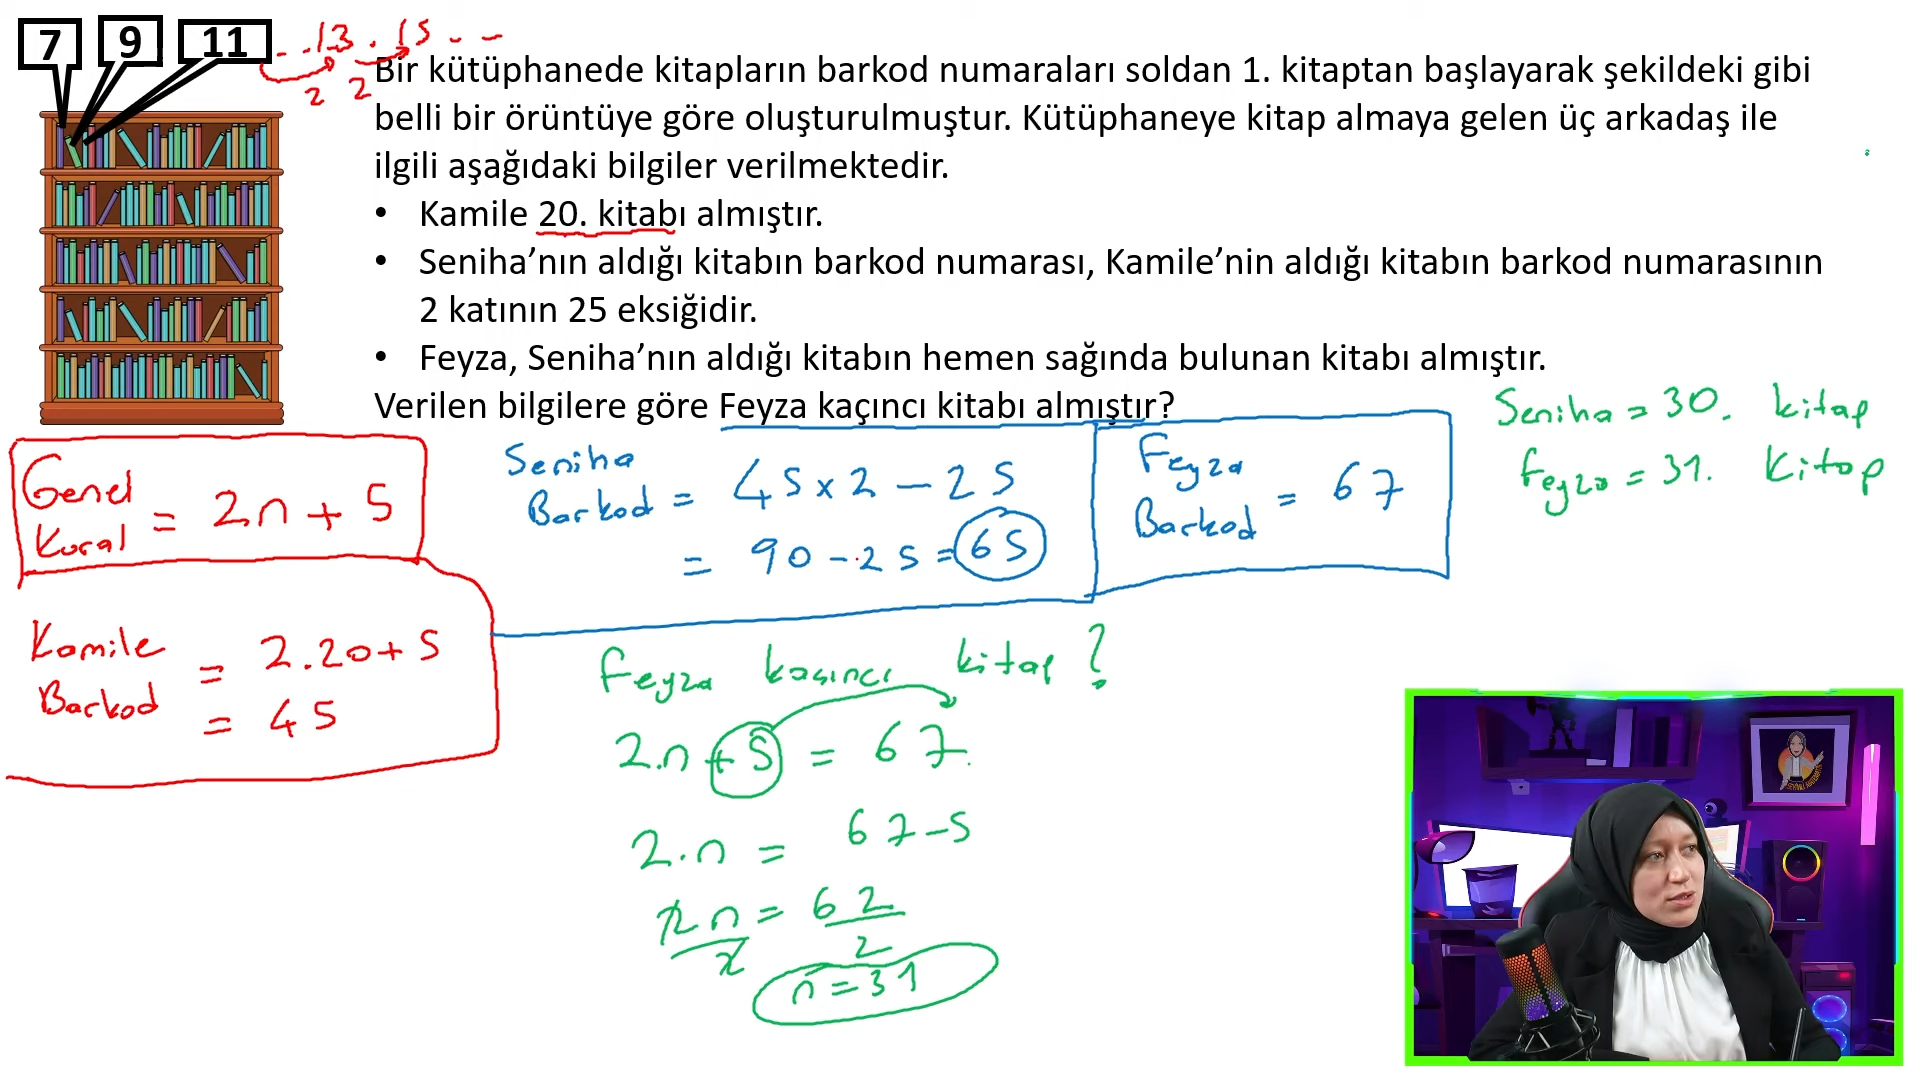 7 9 11 - . 13 . 15 - -
2 2
Bir kütüphanede kitapların barkod numaraları soldan 1. kitaptan başlayarak şekildeki gibi
belli bir örüntüye göre oluşturulmuştur. Kütüphaneye kitap almaya gelen üç arkadaş ile
ilgili aşağıdaki bilgiler verilmektedir.
• Kamile 20. kitabı almıştır.
• Seniha’nın aldığı kitabın barkod numarası, Kamile’nin aldığı kitabın barkod numarasının
2 katının 25 eksiğidir.
• Feyza, Seniha’nın aldığı kitabın hemen sağında bulunan kitabı almıştır.
Verilen bilgilere göre Feyza kaçıncı kitabı almıştır?
Seniha = 30. kitap
Feyza = 31. kitap
Genel Kural = 2n + 5
Seniha Barkod = 45 x 2 - 25
= 90 - 25 = 65
Feyza Barkod = 67
Kamile Barkod = 2.20 + 5
= 45
Feyza kaçıncı kitap ?
2.n + 5 = 67
2.n = 67 - 5
2n/2 = 62/2
n = 31